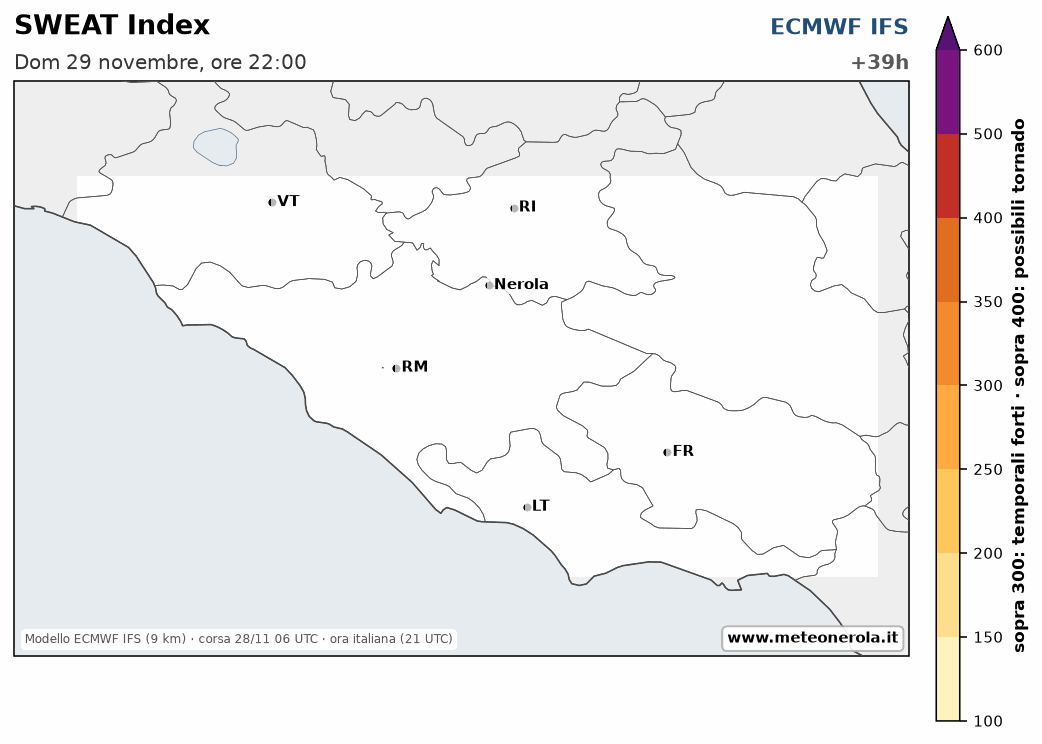 SWEAT Index
ECMWF IFS
Dom 29 novembre, ore 22:00
+39h
VT
RI
Nerola
RM
FR
LT
Modello ECMWF IFS (9 km) · corsa 28/11 06 UTC · ora italiana (21 UTC)
www.meteonerola.it
600
500
400
350
300
250
200
150
100
sopra 300: temporali forti · sopra 400: possibili tornado